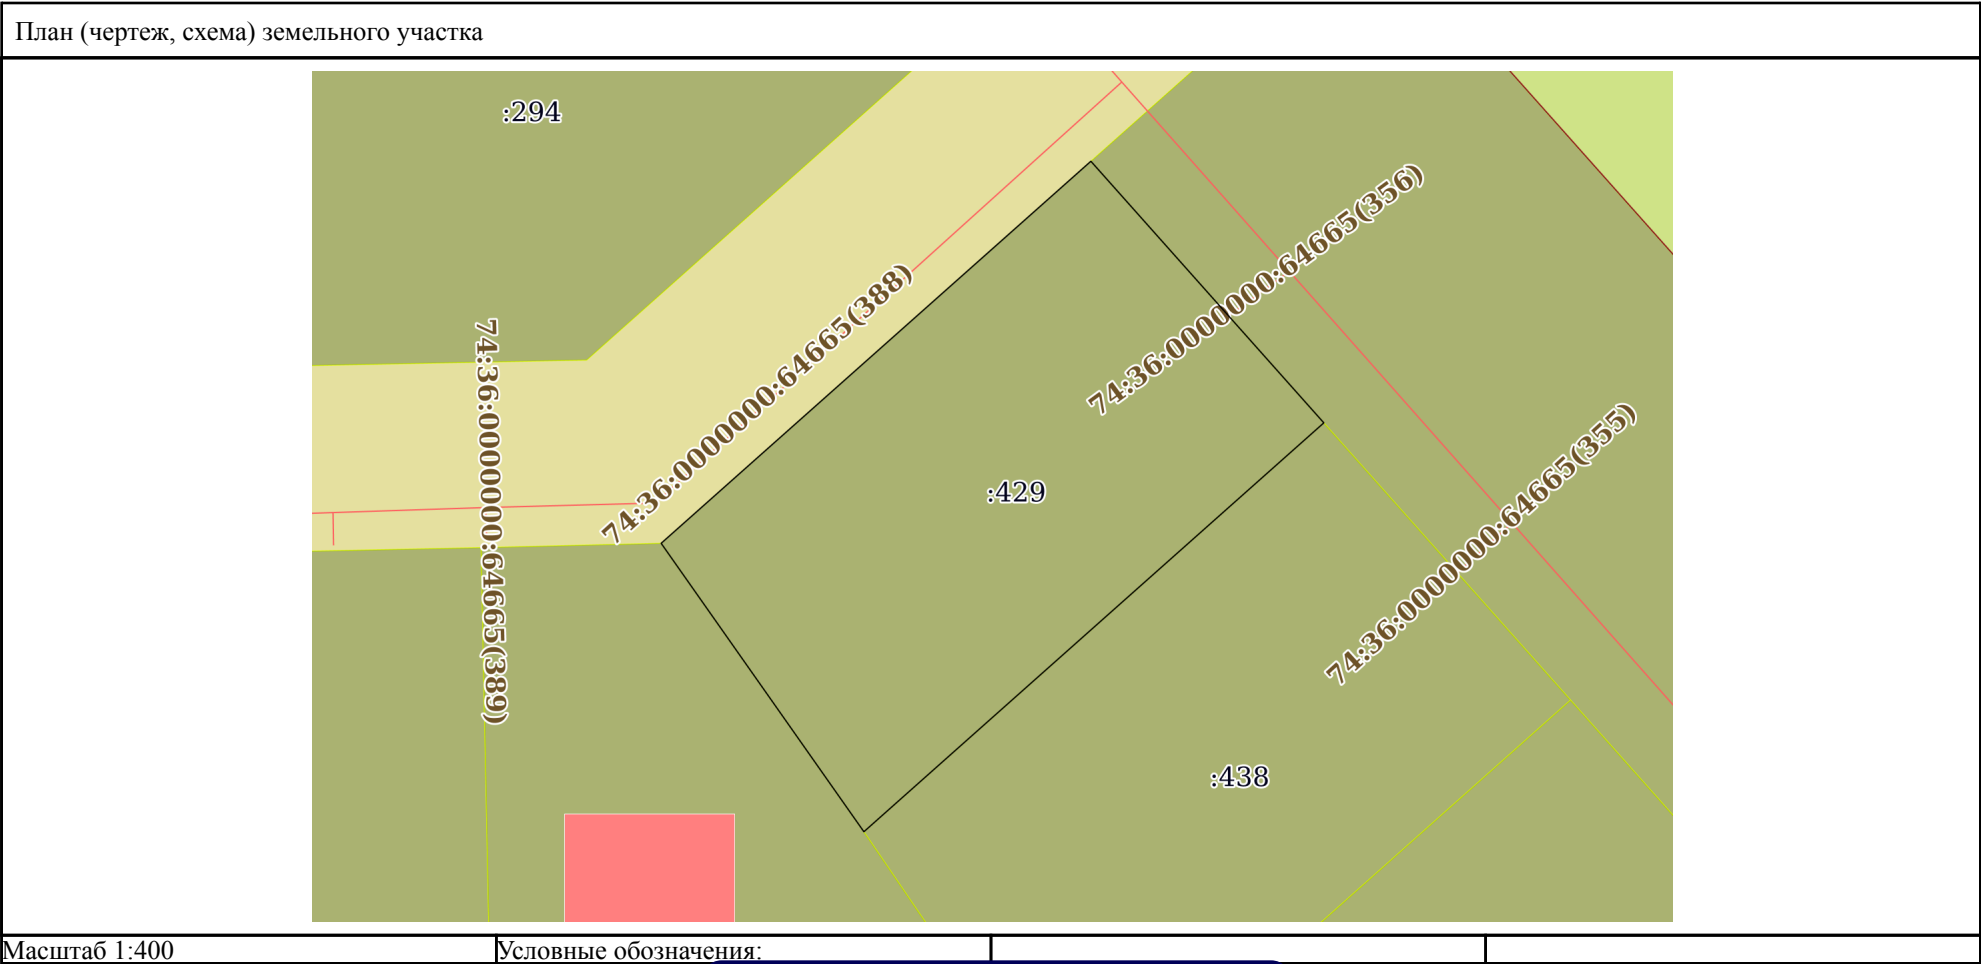 План (чертеж, схема) земельного участка
:294
74:36:0000000:64665(356)
74:36:0000000:64665(388)
74:36:0000000:64665(389)
74:36:0000000:64665(355)
:429
:438
Масштаб 1:400
Условные обозначения: